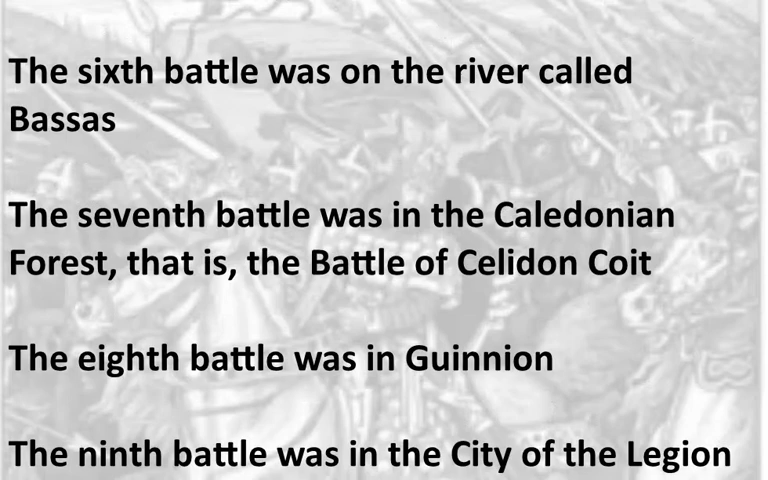 The sixth battle was on the river called
Bassas
The seventh battle was in the Caledonian
Forest, that is, the Battle of Celidon Coit
The eighth battle was in Guinnion
The ninth battle was in the City of the Legion